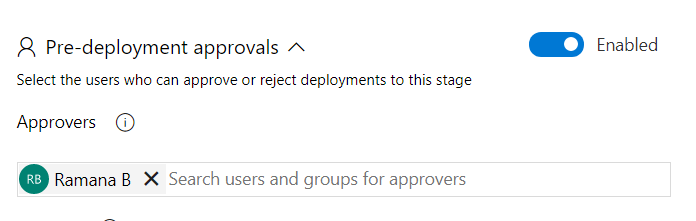 Pre-deployment approvals
Enabled
Select the users who can approve or reject deployments to this stage
Approvers
RB Ramana B Search users and groups for approvers